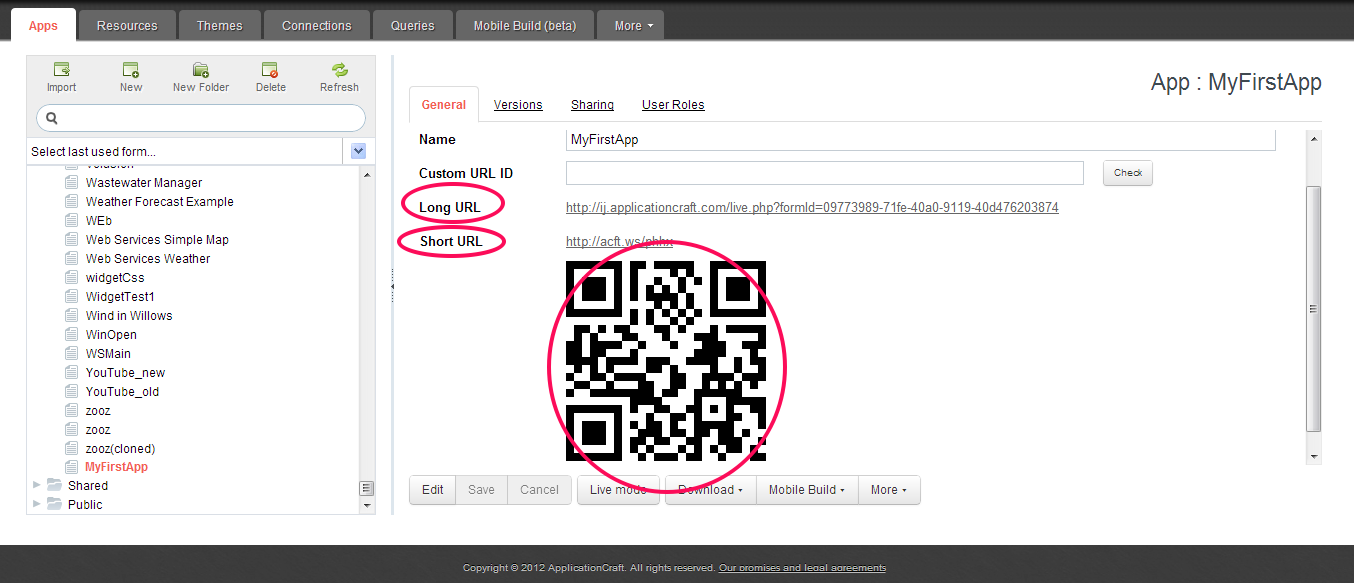 Apps Resources Themes Connections Queries Mobile Build (beta) More
Import New New Folder Delete Refresh
App : MyFirstApp
General Versions Sharing User Roles
Select last used form...
Wastewater Manager
Weather Forecast Example
WEb
Web Services Simple Map
Web Services Weather
widgetCss
WidgetTest1
Wind in Willows
WinOpen
WSMain
YouTube_new
YouTube_old
zooz
zooz
zooz(cloned)
MyFirstApp
Shared
Public
Name MyFirstApp
Custom URL ID Check
Long URL http://ij.applicationcraft.com/live.php?formId=09773989-71fe-40a0-9119-40d476203874
Short URL http://acft.ws/phhx
Edit Save Cancel Live mode Download Mobile Build More
Copyright © 2012 ApplicationCraft. All rights reserved. Our promises and legal agreements